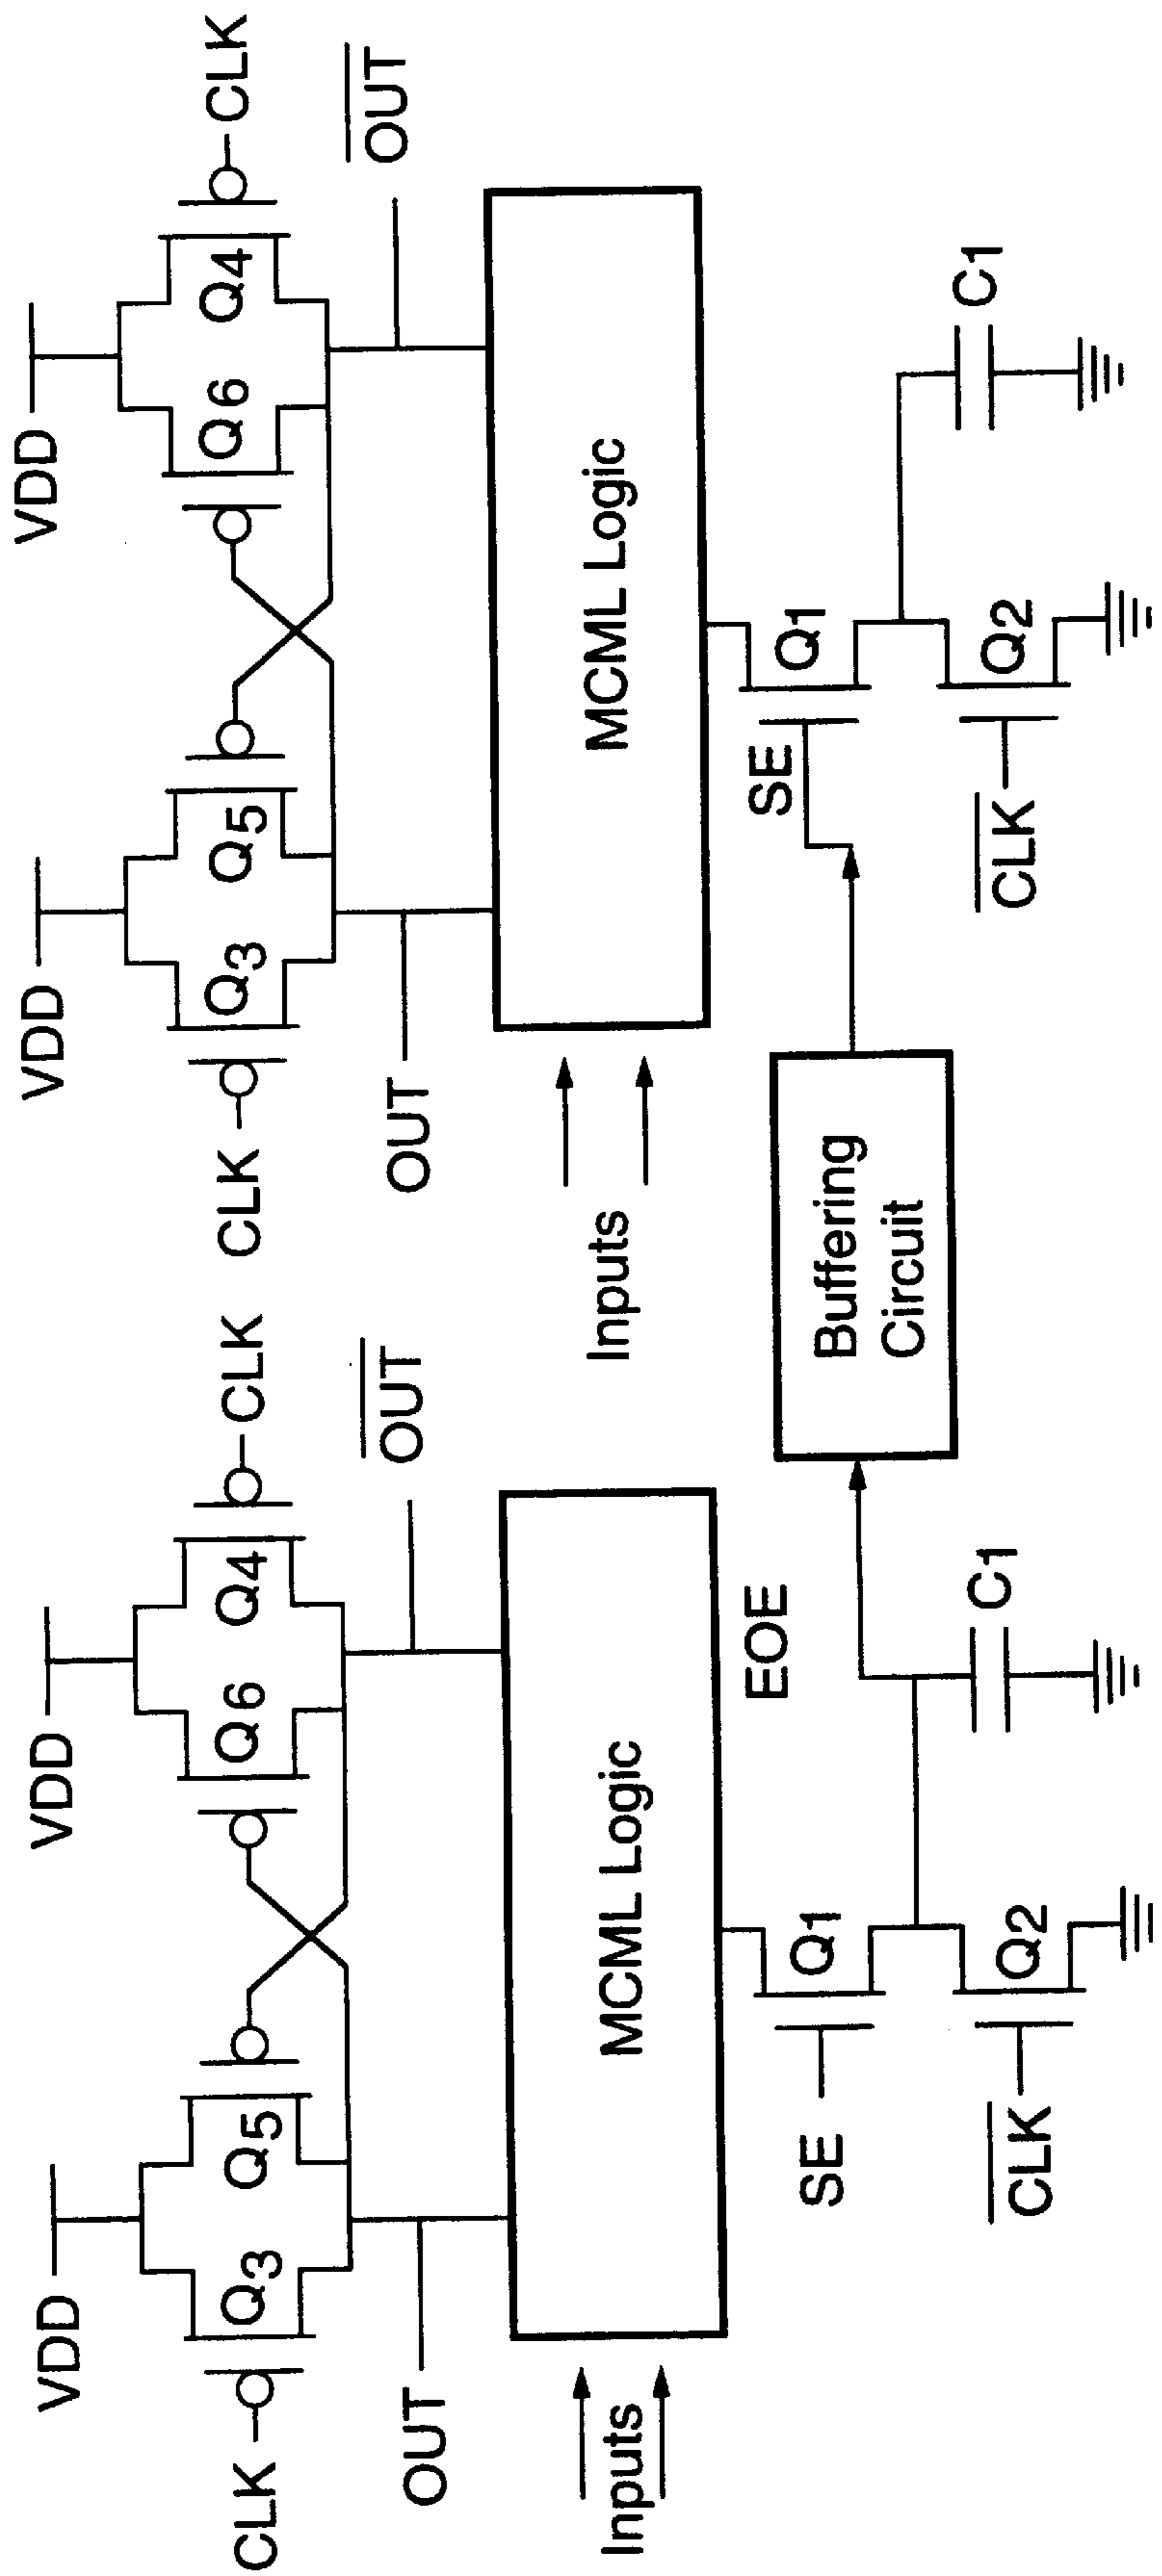 VDD
VDD
VDD
VDD
CLK
Q3
Q5
Q6
Q4
CLK
CLK
Q3
Q5
Q6
Q4
CLK
OUT
OUT
OUT
OUT
Inputs
MCML Logic
Inputs
MCML Logic
SE
Q1
EOE
Buffering
Circuit
SE
Q1
CLK
Q2
C1
CLK
Q2
C1